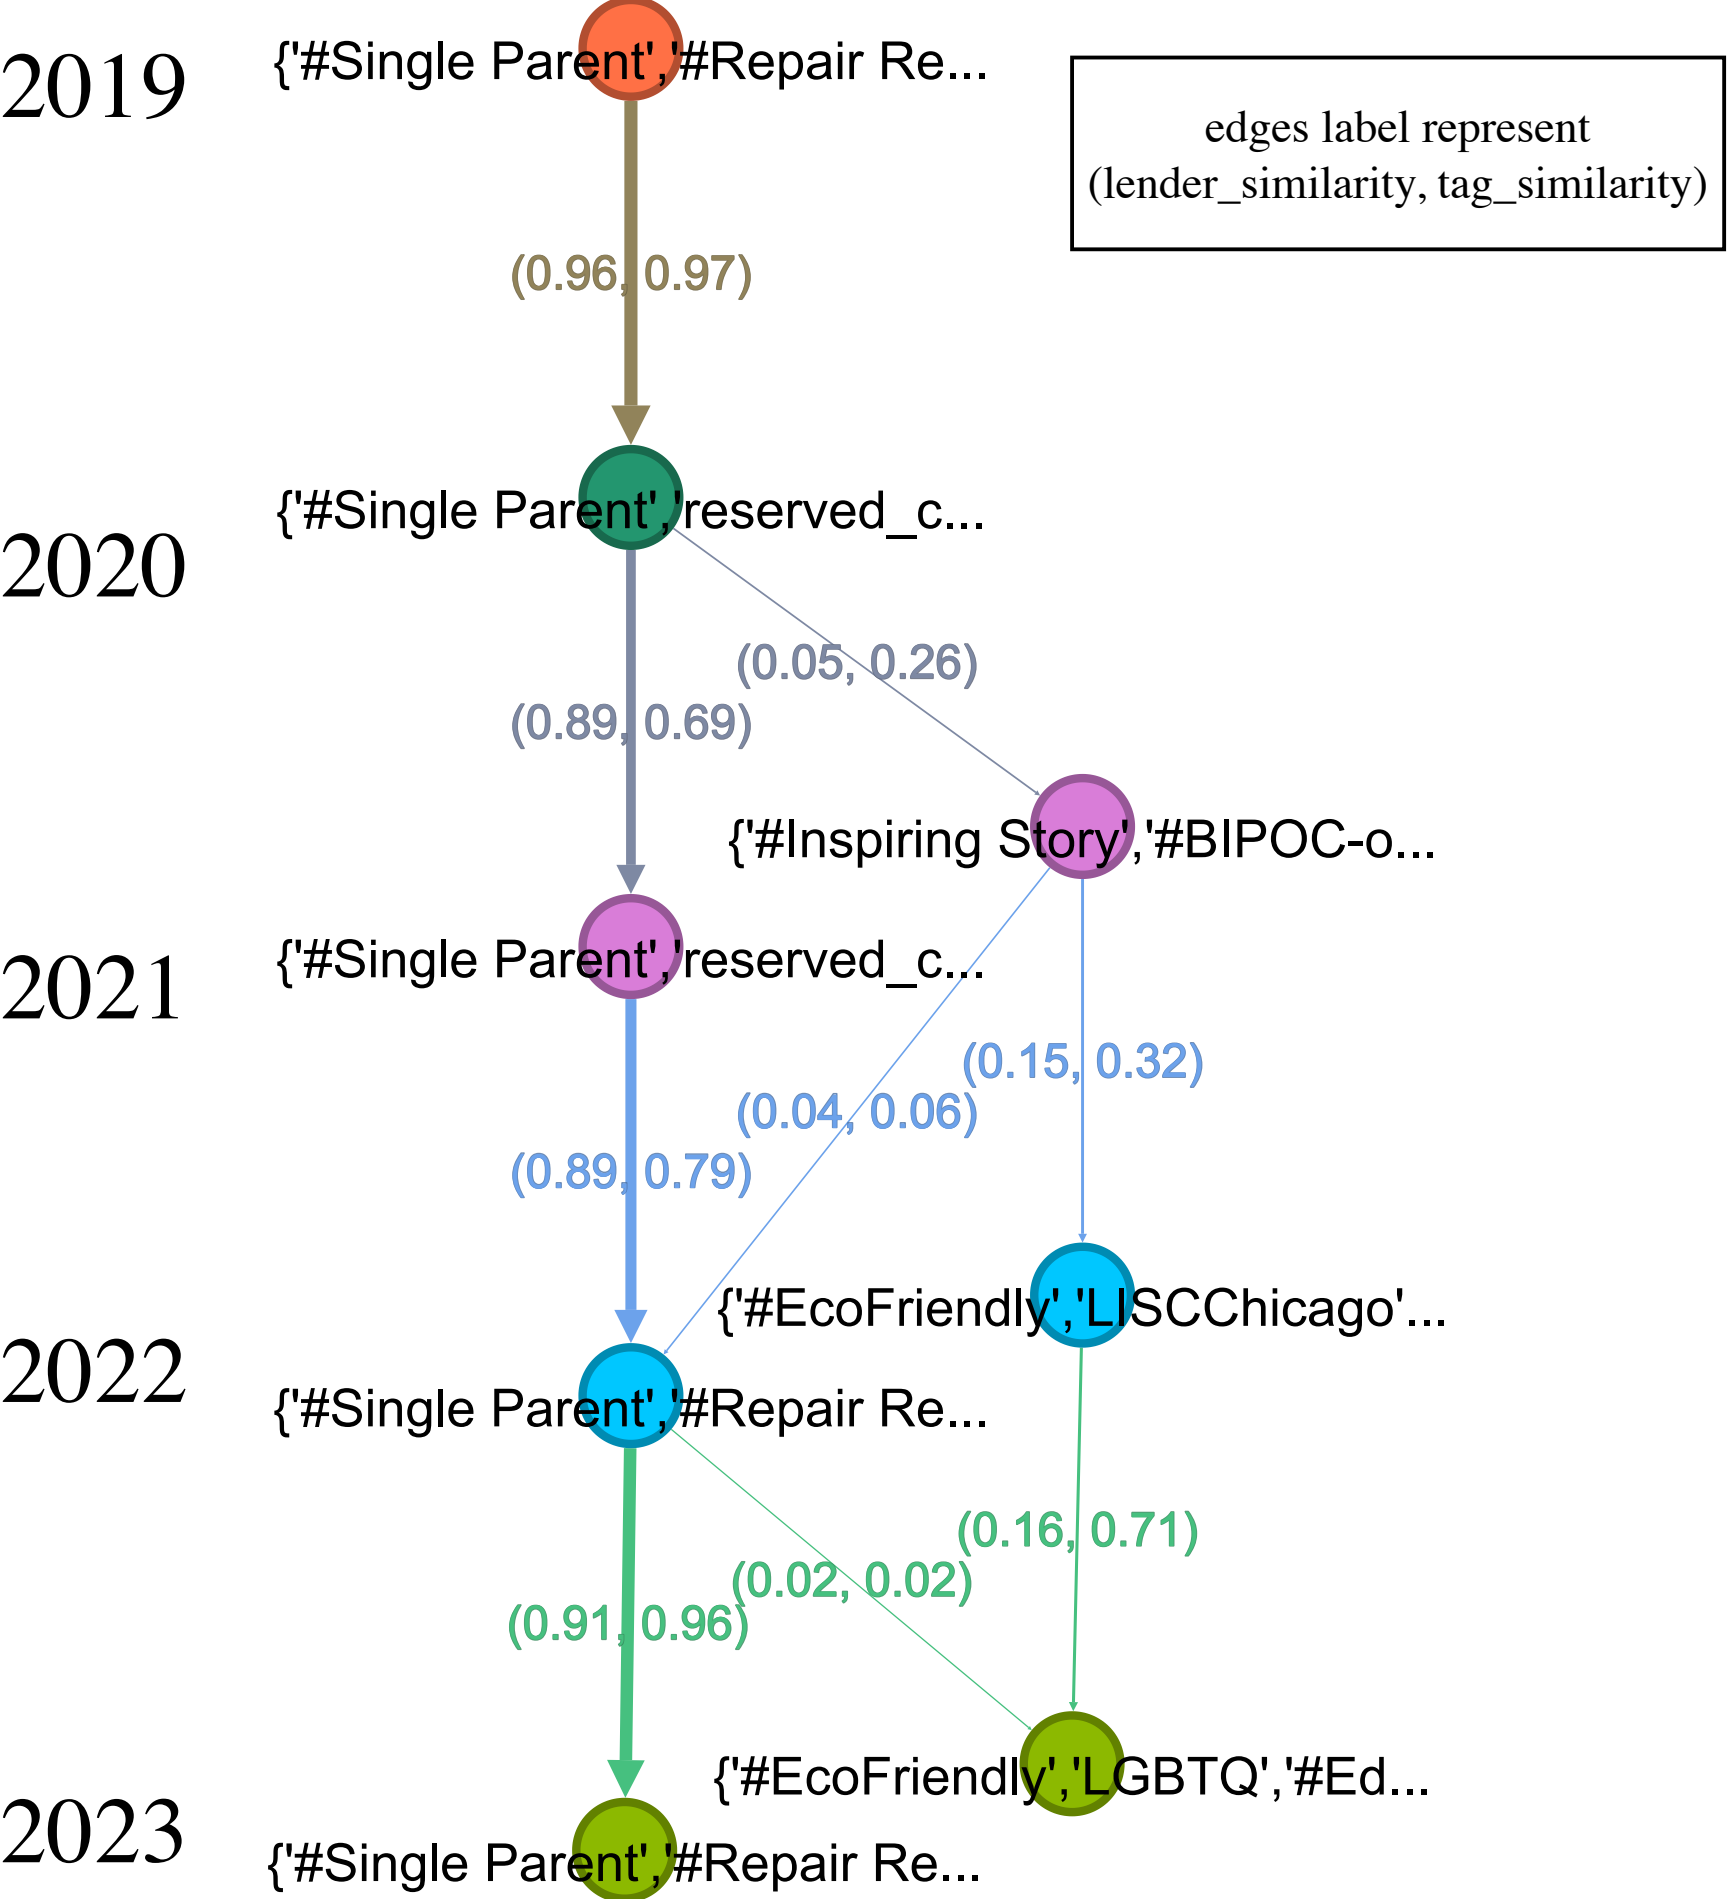 2019
{'#Single Parent','#Repair Re...
edges label represent
(lender_similarity, tag_similarity)
(0.96, 0.97)
{'#Single Parent','reserved_c...
2020
(0.05, 0.26)
(0.89, 0.69)
{'#Inspiring Story','#BIPOC-o...
{'#Single Parent','reserved_c...
2021
(0.15, 0.32)
(0.04, 0.06)
(0.89, 0.79)
{'#EcoFriendly','LISCChicago'...
2022
{'#Single Parent','#Repair Re...
(0.16, 0.71)
(0.02, 0.02)
(0.91, 0.96)
{'#EcoFriendly','LGBTQ','#Ed...
2023
{'#Single Parent','#Repair Re...